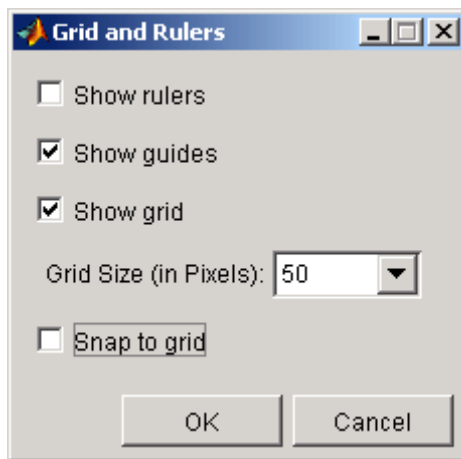 Grid and Rulers
Show rulers
Show guides
Show grid
Grid Size (in Pixels): 50
Snap to grid
OK Cancel